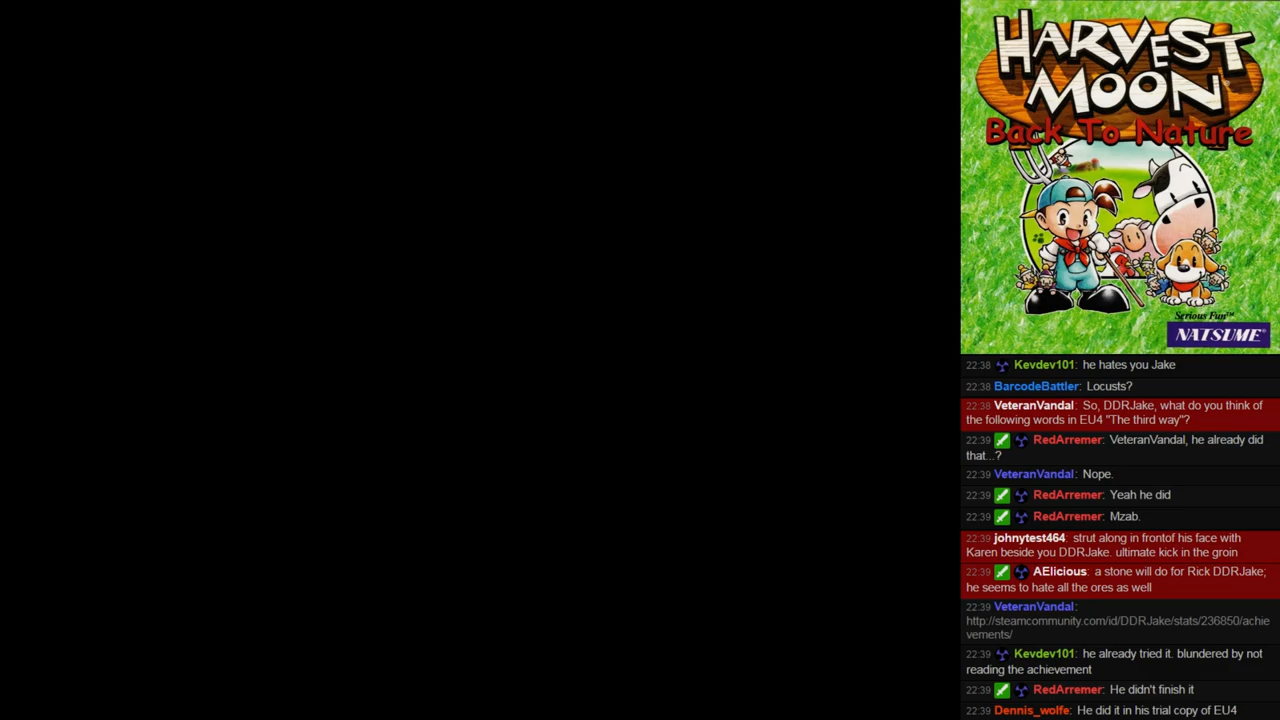 HARVEST
MOON
Back To Nature
Serious Fun™
NATSUME®
22:38 Kevdev101: he hates you Jake
22:38 BarcodeBattler: Locusts?
22:38 VeteranVandal: So, DDRJake, what do you think of
the following words in EU4 "The third way"?
22:39 RedArremer: VeteranVandal, he already did
that...?
22:39 VeteranVandal: Nope.
22:39 RedArremer: Yeah he did
22:39 RedArremer: Mzab.
22:39 johnytest464: strut along in frontof his face with
Karen beside you DDRJake. ultimate kick in the groin
22:39 AElicious: a stone will do for Rick DDRJake;
he seems to hate all the ores as well
22:39 VeteranVandal:
http://steamcommunity.com/id/DDRJake/stats/236850/achie
vements/
22:39 Kevdev101: he already tried it. blundered by not
reading the achievement
22:39 RedArremer: He didn't finish it
22:39 Dennis_wolfe: He did it in his trial copy of EU4